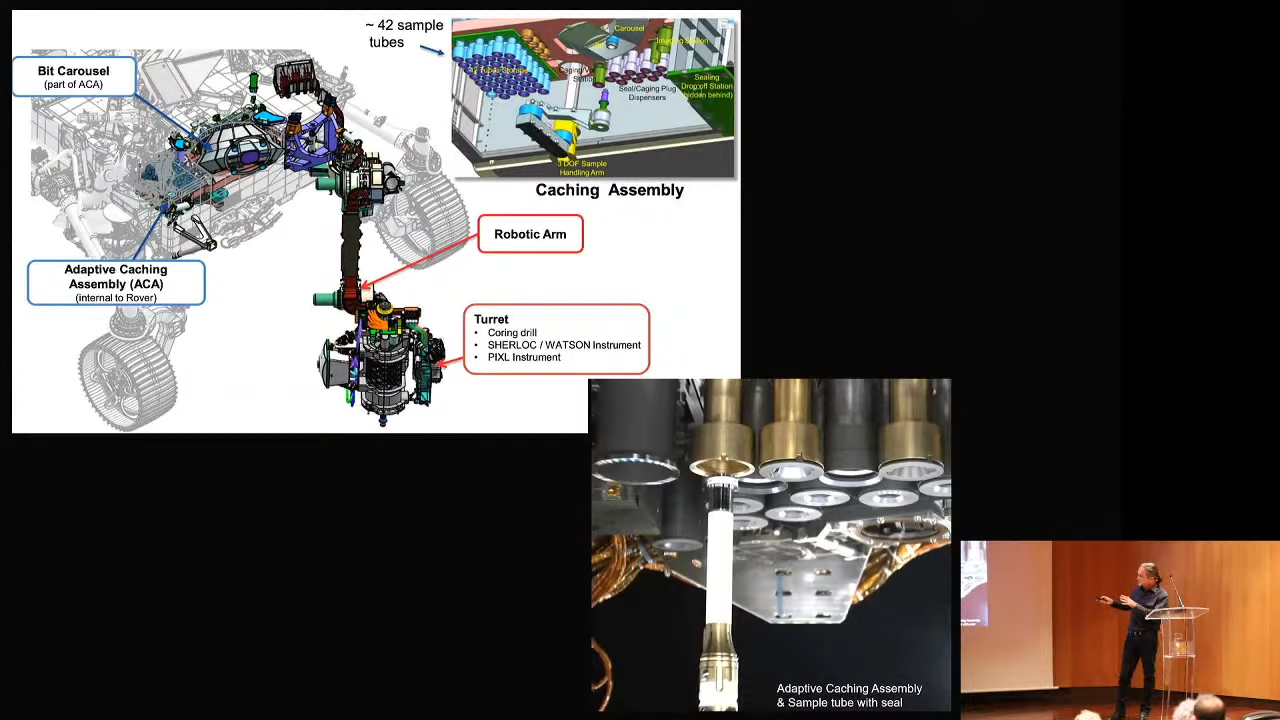 ~ 42 sample
tubes
Bit Carousel
(part of ACA)
Carousel
Seal/Caging Plug
Dispensers
Sealing
Drop off Station
(hidden behind)
3 DOF Sample
Handling Arm
Caching Assembly
Robotic Arm
Adaptive Caching
Assembly (ACA)
(internal to Rover)
Turret
• Coring drill
• SHERLOC / WATSON Instrument
• PIXL Instrument
Adaptive Caching Assembly
& Sample tube with seal